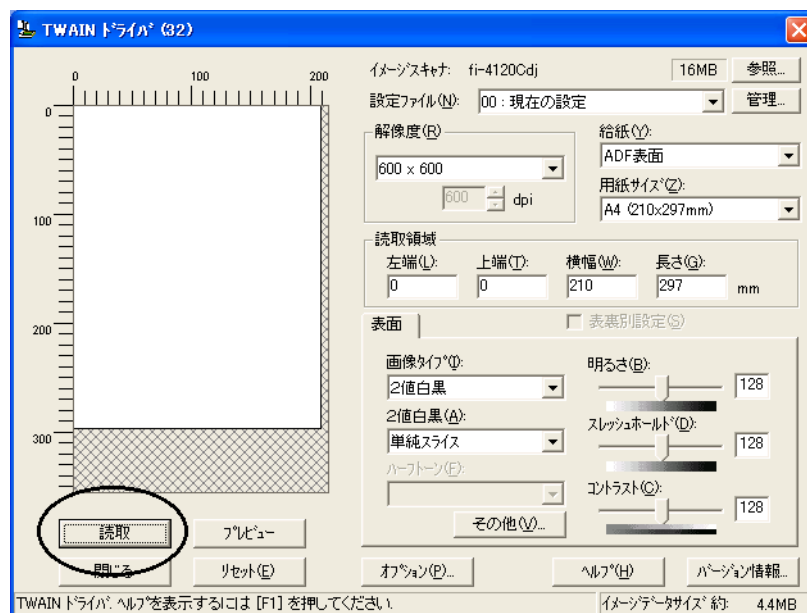 TWAIN ﾄﾞﾗｲﾊﾞ (32)
ｲﾒｰｼﾞｽｷｬﾅ: fi-4120Cdj 16MB 参照...
設定ﾌｧｲﾙ(N): 00 : 現在の設定 管理...
0 100 200
0
100
200
300
解像度(R)
600 × 600
600 dpi
給紙(Y):
ADF表面
用紙ｻｲｽﾞ(Z):
A4 (210x297mm)
読取領域
左端(L): 上端(T): 横幅(W): 長さ(G):
0 0 210 297 mm
表面 表裏別設定(S)
画像ﾀｲﾌﾟ(I):
2値白黒
2値白黒(A):
単純ｽﾗｲｽ
ﾊｰﾌﾄｰﾝ(F):
その他(V)...
明るさ(B):
128
ｽﾚｯｼｭﾎｰﾙﾄﾞ(D):
128
ｺﾝﾄﾗｽﾄ(C):
128
読取 ﾌﾟﾚﾋﾞｭｰ
閉じる ﾘｾｯﾄ(E) ｵﾌﾟｼｮﾝ(P)... ﾍﾙﾌﾟ(H) ﾊﾞｰｼﾞｮﾝ情報...
TWAIN ﾄﾞﾗｲﾊﾞ. ﾍﾙﾌﾟを表示するには [F1] を押してください. ｲﾒｰｼﾞﾃﾞｰﾀｻｲｽﾞ 約: 4.4MB